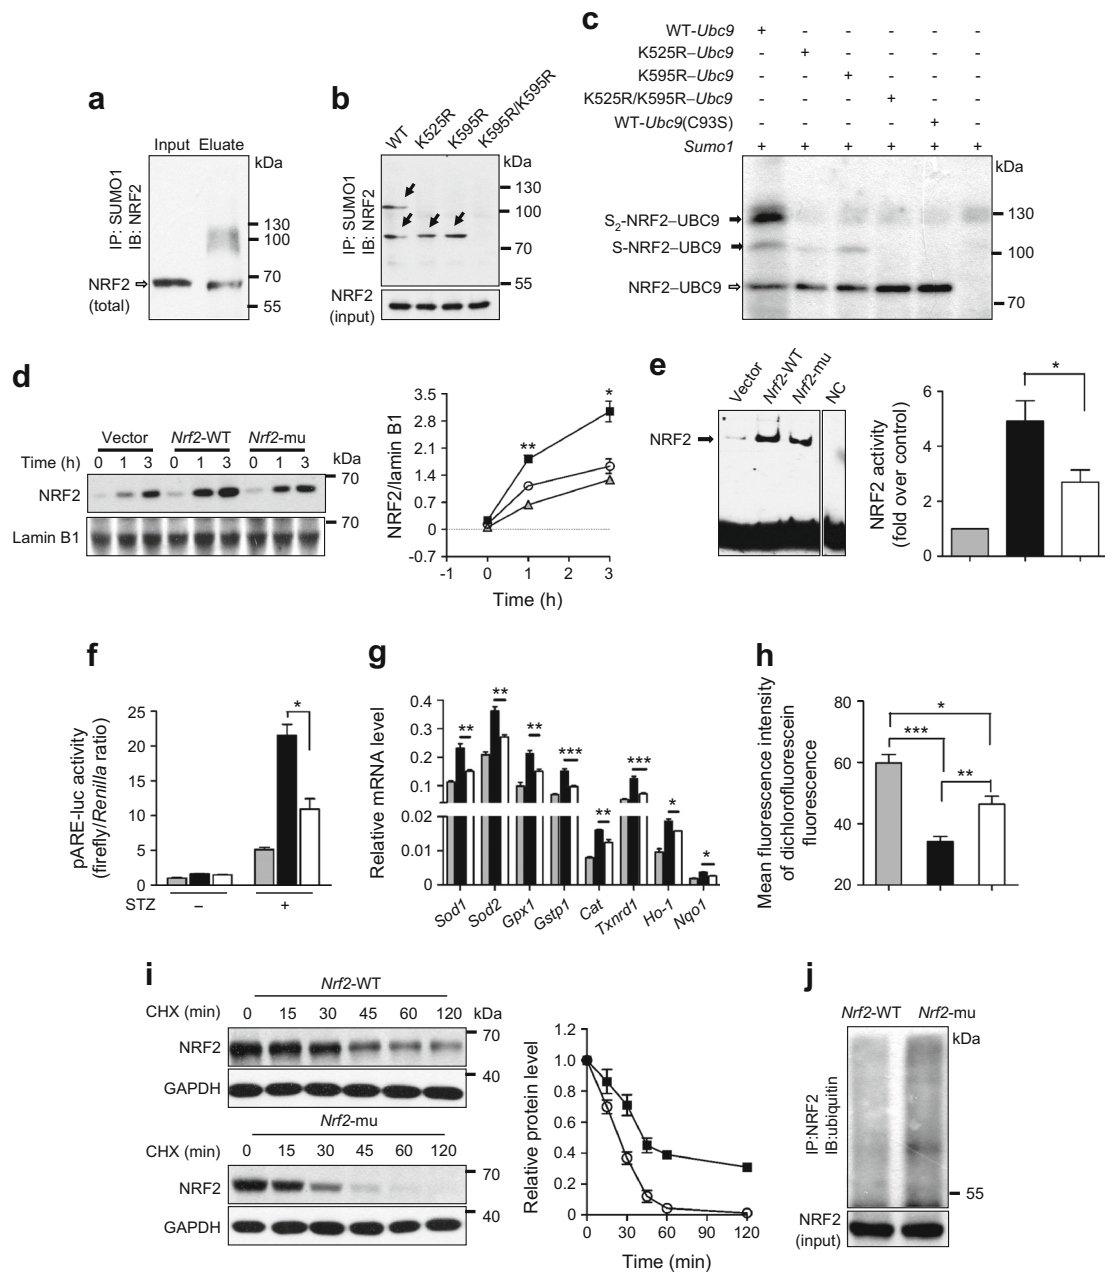 a
Input Eluate
kDa
IP: SUMO1
IB: NRF2
130
100
70
55
NRF2
(total)
b
WT
K525R
K595R
K595R/K595R
kDa
IP: SUMO1
IB: NRF2
130
100
70
55
NRF2
(input)
c
WT-Ubc9 + - - - - -
K525R–Ubc9 - + - - - -
K595R–Ubc9 - - + - - -
K525R/K595R–Ubc9 - - - + - -
WT-Ubc9(C93S) - - - - + -
Sumo1 + + + + + +
kDa
S2-NRF2–UBC9
S-NRF2–UBC9
NRF2–UBC9
130
100
70
d
Vector Nrf2-WT Nrf2-mu
Time (h) 0 1 3 0 1 3 0 1 3
kDa
NRF2
70
Lamin B1
70
NRF2/lamin B1
3.5
2.8
2.1
1.4
0.7
0
-0.7
-1 0 1 2 3
Time (h)
**
*
e
Vector
Nrf2-WT
Nrf2-mu
NC
NRF2
NRF2 activity
(fold over control)
6
4
2
0
*
f
pARE-luc activity
(firefly/Renilla ratio)
25
20
15
10
5
0
*
STZ – +
g
Relative mRNA level
0.4
0.3
0.2
0.1
0.02
0.01
0
** ** ** *** ** *** * *
Sod1 Sod2 Gpx1 Gstp1 Cat Txnrd1 Ho-1 Nqo1
h
Mean fluorescence intensity
of dichlorofluorescein
fluorescence
80
60
40
20
*
***
**
i
Nrf2-WT
CHX (min) 0 15 30 45 60 120 kDa
NRF2
70
GAPDH
40
Nrf2-mu
CHX (min) 0 15 30 45 60 120
NRF2
70
GAPDH
40
Relative protein level
1.2
1.0
0.8
0.6
0.4
0.2
0
0 30 60 90 120
Time (min)
j
Nrf2-WT Nrf2-mu
kDa
IP:NRF2
IB:ubiquitin
55
NRF2
(input)